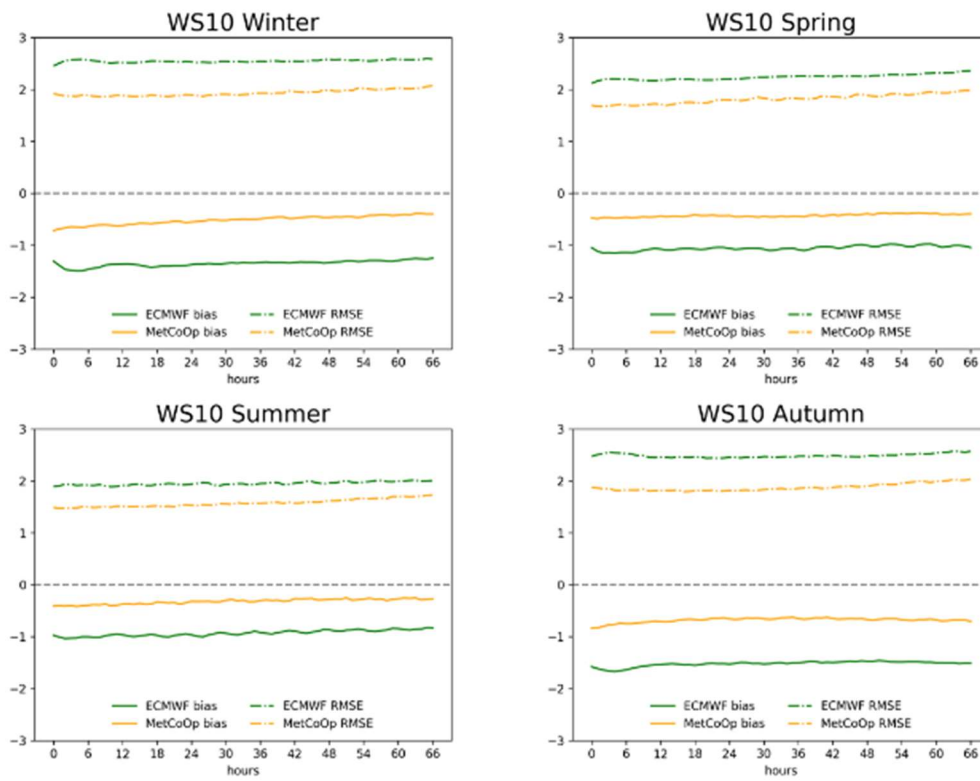 WS10 Winter
3
2
1
0
−1
−2
−3
ECMWF bias
ECMWF RMSE
MetCoOp bias
MetCoOp RMSE
0 6 12 18 24 30 36 42 48 54 60 66
hours
WS10 Spring
3
2
1
0
−1
−2
−3
ECMWF bias
ECMWF RMSE
MetCoOp bias
MetCoOp RMSE
0 6 12 18 24 30 36 42 48 54 60 66
hours
WS10 Summer
3
2
1
0
−1
−2
−3
ECMWF bias
ECMWF RMSE
MetCoOp bias
MetCoOp RMSE
0 6 12 18 24 30 36 42 48 54 60 66
hours
WS10 Autumn
3
2
1
0
−1
−2
−3
ECMWF bias
ECMWF RMSE
MetCoOp bias
MetCoOp RMSE
0 6 12 18 24 30 36 42 48 54 60 66
hours